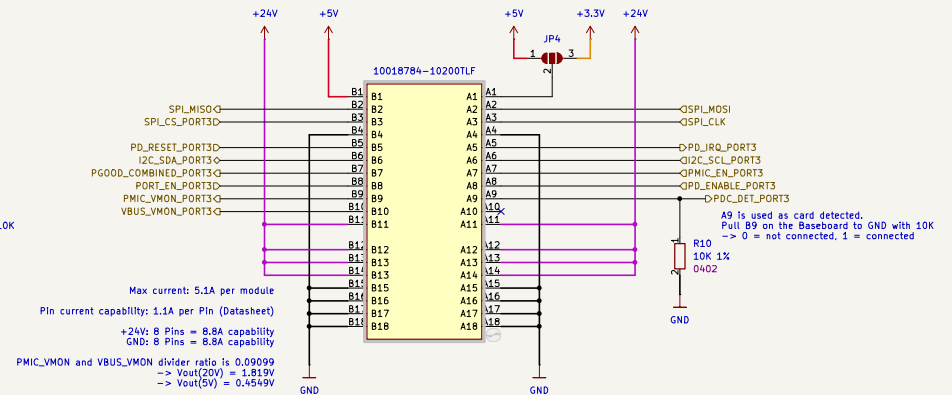 +24V
+5V
+5V
+3.3V
+24V
JP4
1
3
2
10018784-10200TLF
B1 B1 A1 A1
SPI_MISO B2 B2 A2 A2 SPI_MOSI
SPI_CS_PORT3 B3 B3 A3 A3 SPI_CLK
B4 B4 A4 A4
PD_RESET_PORT3 B5 B5 A5 A5 PD_IRQ_PORT3
I2C_SDA_PORT3 B6 B6 A6 A6 I2C_SCL_PORT3
PGOOD_COMBINED_PORT3 B7 B7 A7 A7 PMIC_EN_PORT3
PORT_EN_PORT3 B8 B8 A8 A8 PD_ENABLE_PORT3
PMIC_VMON_PORT3 B9 B9 A9 A9 PDC_DET_PORT3
VBUS_VMON_PORT3 B10 B10 A10 A10
B11 B11 A11 A11
B12 B12 A12 A12
B13 B13 A13 A13
B14 B13 A14 A14
B15 B15 A15 A15
B16 B16 A16 A16
B17 B17 A17 A17
B18 B18 A18 A18
0K
A9 is used as card detected.
Pull B9 on the Baseboard to GND with 10K
-> 0 = not connected, 1 = connected
1
R10
10K 1%
0402
2
GND
Max current: 5.1A per module
Pin current capability: 1.1A per Pin (Datasheet)
+24V: 8 Pins = 8.8A capability
GND: 8 Pins = 8.8A capability
PMIC_VMON and VBUS_VMON divider ratio is 0.09099
-> Vout(20V) = 1.819V
-> Vout(5V) = 0.4549V
GND
GND